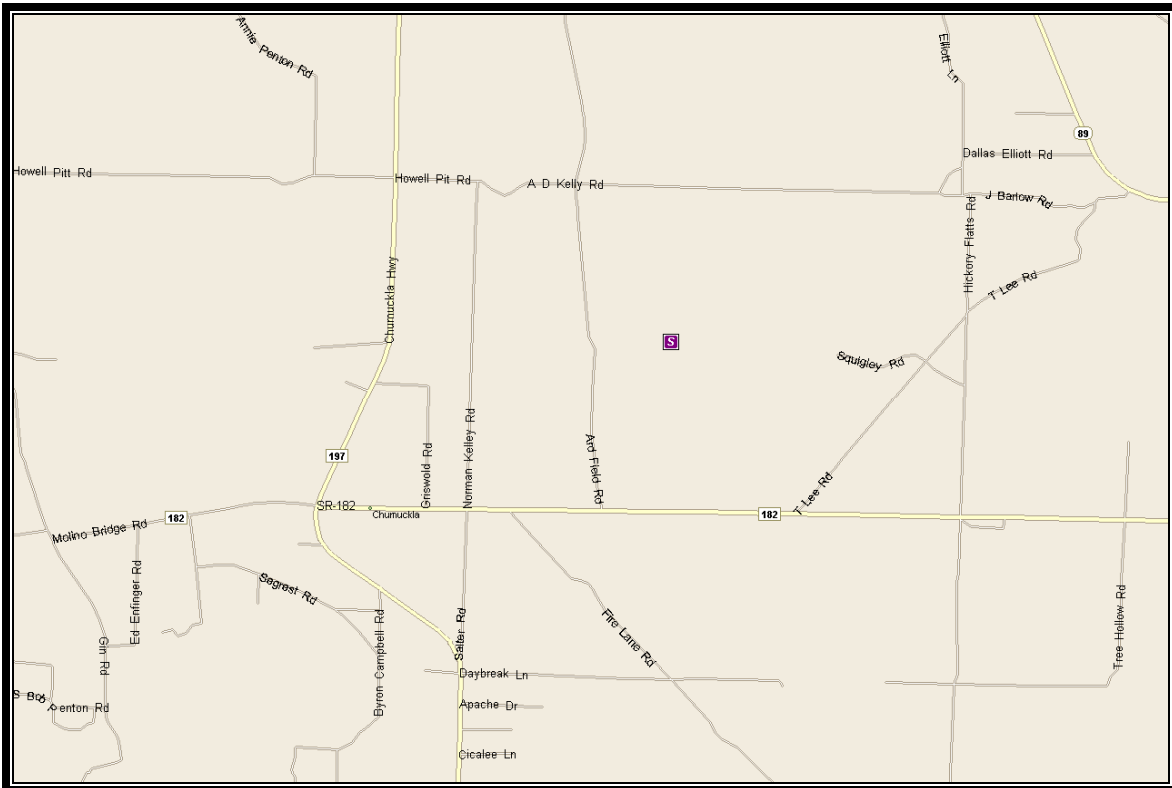 Annie Penton Rd
Elliott Ln
89
Dallas Elliott Rd
Howell Pitt Rd
Howell Pit Rd
A D Kelly Rd
J Barlow Rd
Hickory Flatts Rd
Chumuckla Hwy
T Lee Rd
S
Squigley Rd
197
Griswold Rd
Norman Kelley Rd
Ard Field Rd
T Lee Rd
SR-182
Chumuckla
182
182
Molino Bridge Rd
Ed Enfinger Rd
Sagrest Rd
Gin Rd
Byron Campbell Rd
Salter Rd
Fire Lane Rd
Tree Hollow Rd
Daybreak Ln
S Bob Penton Rd
Apache Dr
Cicalee Ln